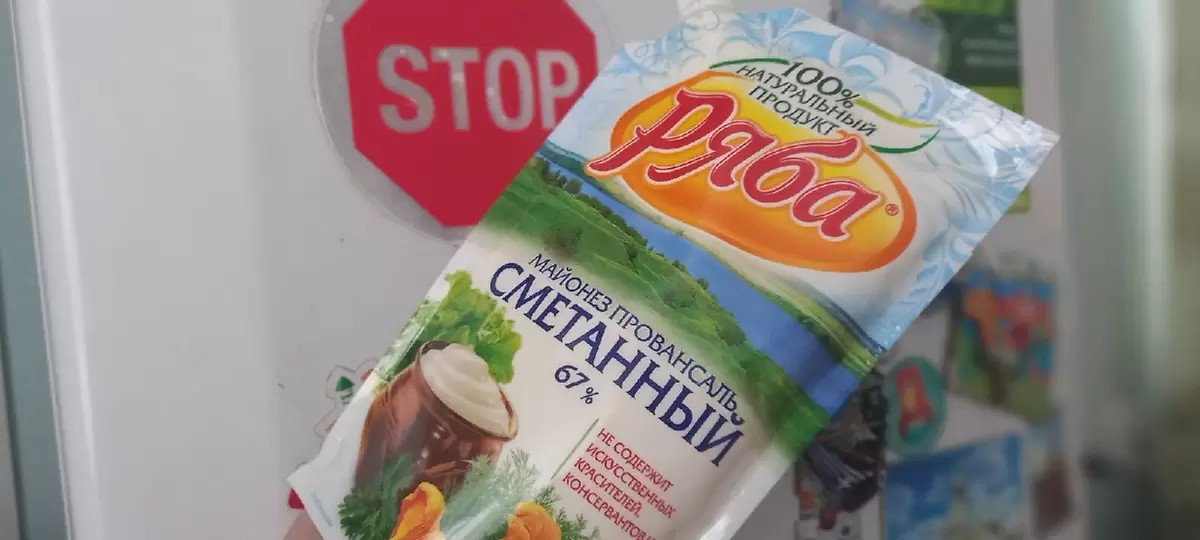 STOP
100%
НАТУРАЛЬНЫЙ
ПРОДУКТ
Ряба®
МАЙОНЕЗ ПРОВАНСАЛЬ
СМЕТАННЫЙ
67%
НЕ СОДЕРЖИТ
ИСКУССТВЕННЫХ
КРАСИТЕЛЕЙ,
КОНСЕРВАНТОВ И